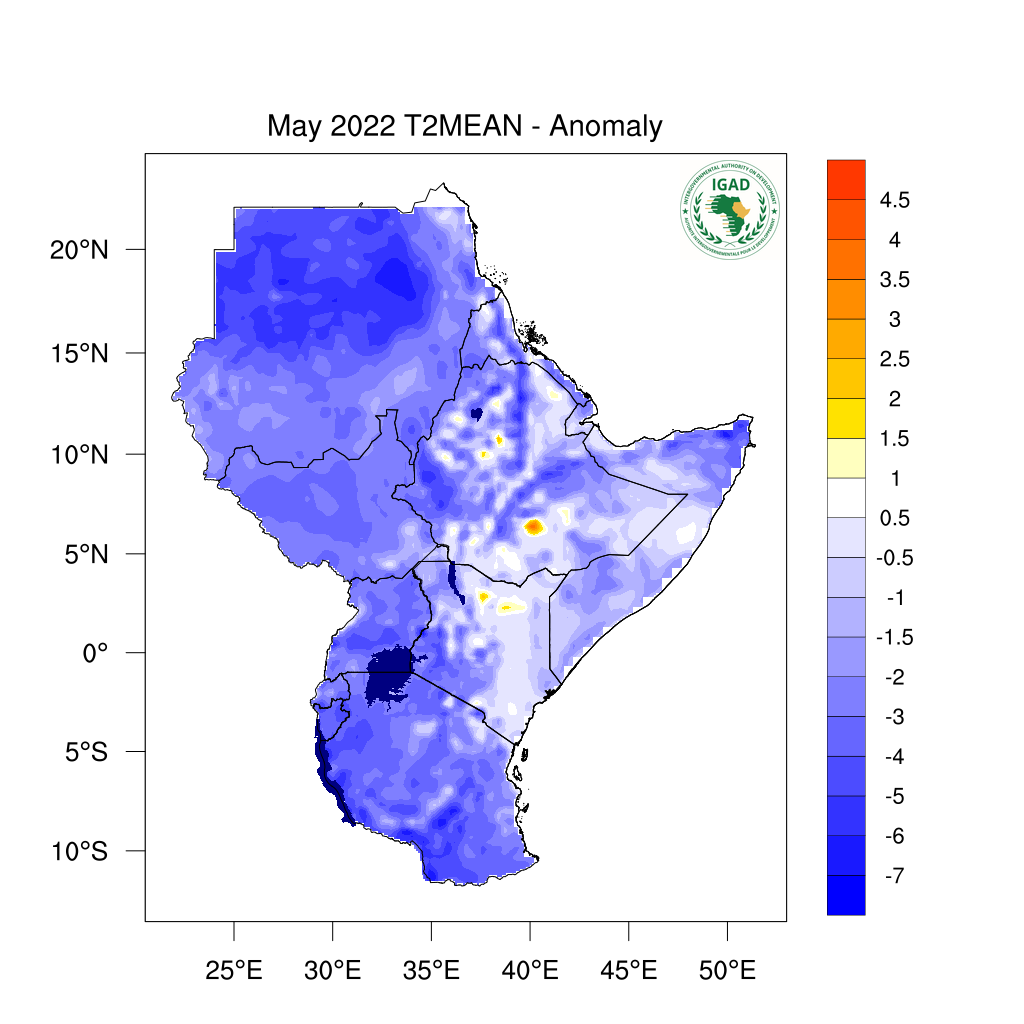 May 2022 T2MEAN - Anomaly
INTERGOVERNMENTAL AUTHORITY ON DEVELOPMENT
IGAD
AUTORITÉ INTERGOUVERNEMENTALE POUR LE DÉVELOPPEMENT
20°N
15°N
10°N
5°N
0°
5°S
10°S
25°E 30°E 35°E 40°E 45°E 50°E
4.5
4
3.5
3
2.5
2
1.5
1
0.5
-0.5
-1
-1.5
-2
-3
-4
-5
-6
-7